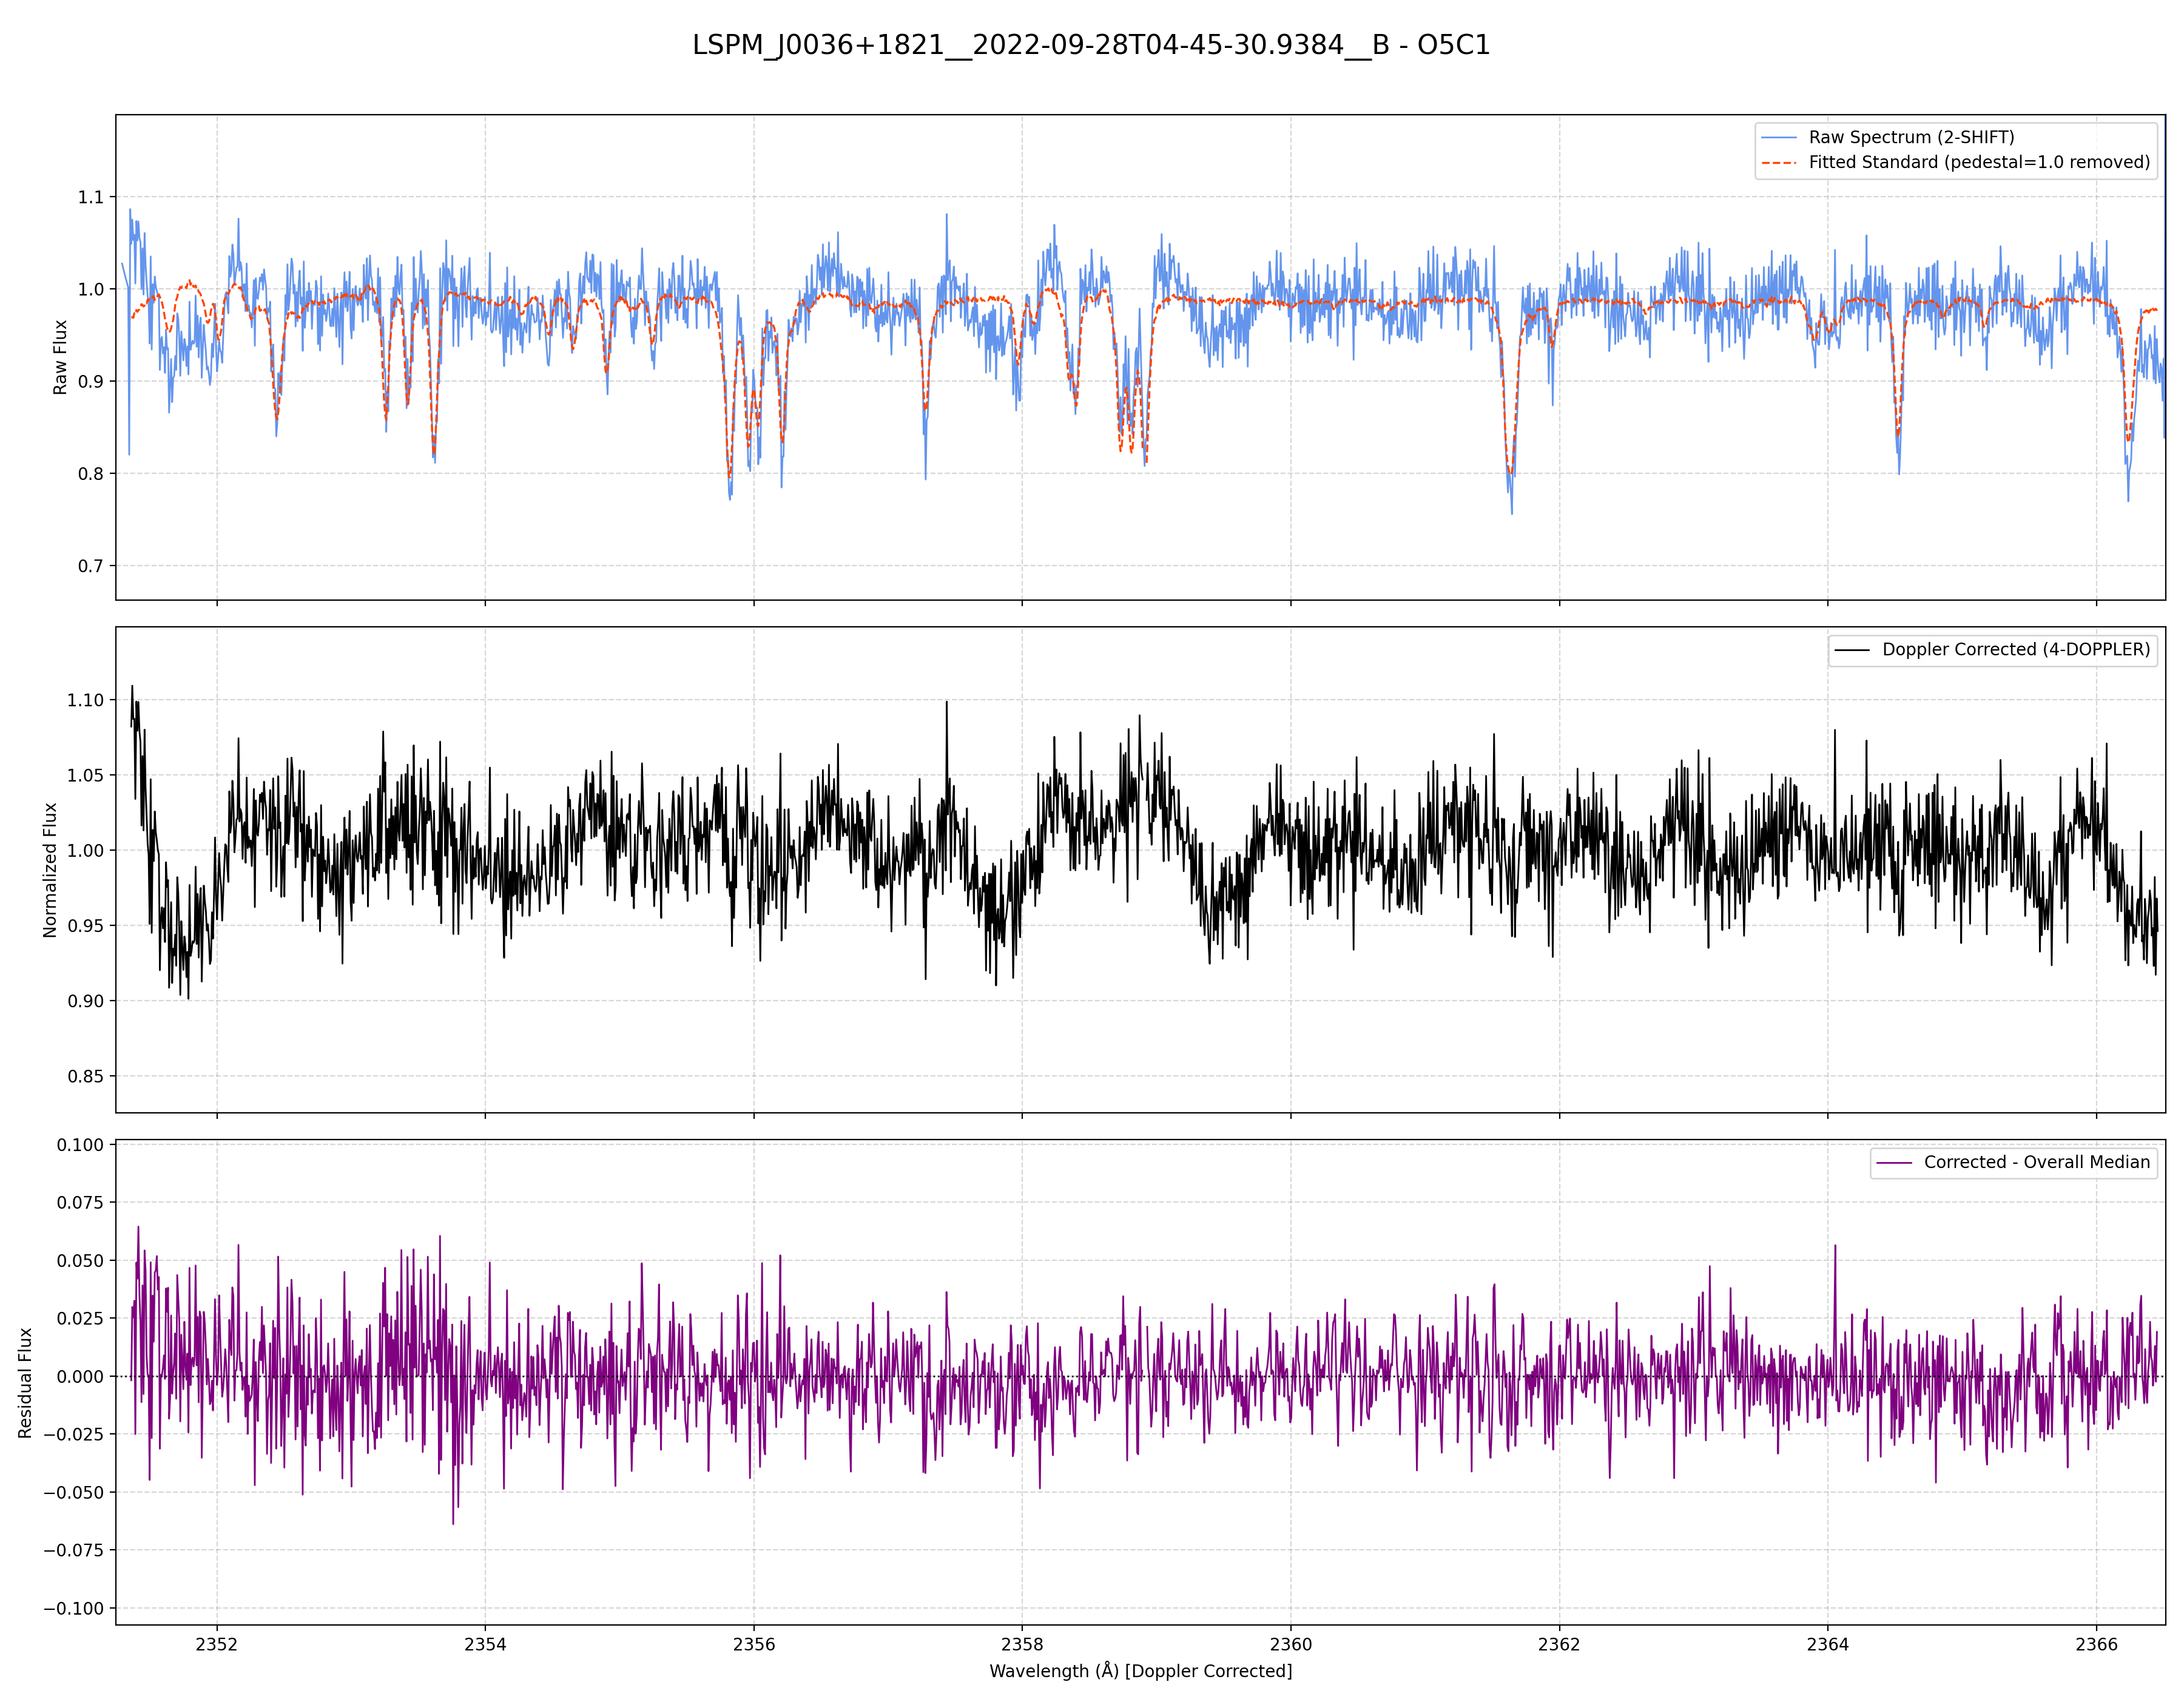 LSPM_J0036+1821__2022-09-28T04-45-30.9384__B - O5C1
Raw Spectrum (2-SHIFT)
Fitted Standard (pedestal=1.0 removed)
Raw Flux
1.1
1.0
0.9
0.8
0.7
Doppler Corrected (4-DOPPLER)
Normalized Flux
1.10
1.05
1.00
0.95
0.90
0.85
Corrected - Overall Median
Residual Flux
0.100
0.075
0.050
0.025
0.000
−0.025
−0.050
−0.075
−0.100
2352 2354 2356 2358 2360 2362 2364 2366
Wavelength (Å) [Doppler Corrected]